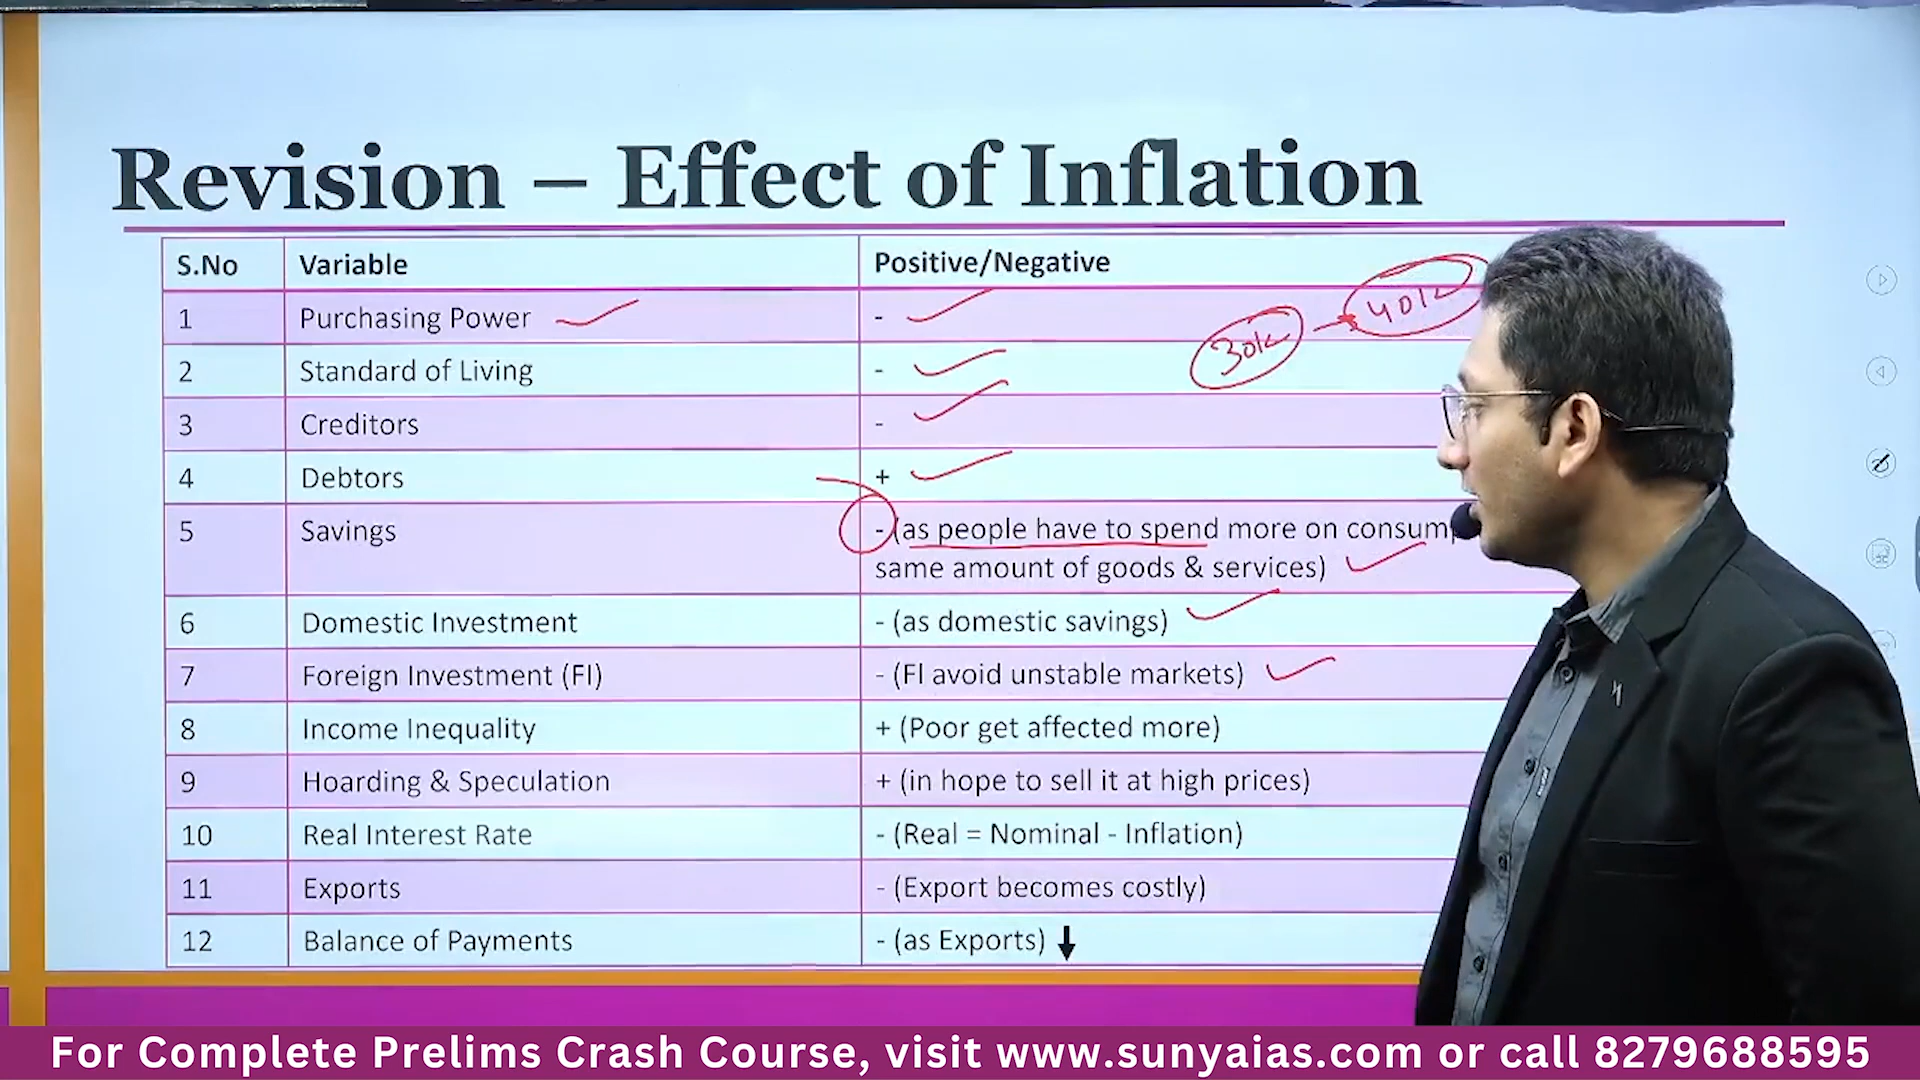 Revision – Effect of Inflation
S.No Variable Positive/Negative
1 Purchasing Power -
30k 40k
2 Standard of Living -
3 Creditors -
4 Debtors +
5 Savings - (as people have to spend more on consum
same amount of goods & services)
6 Domestic Investment - (as domestic savings)
7 Foreign Investment (FI) - (FI avoid unstable markets)
8 Income Inequality + (Poor get affected more)
9 Hoarding & Speculation + (in hope to sell it at high prices)
10 Real Interest Rate - (Real = Nominal - Inflation)
11 Exports - (Export becomes costly)
12 Balance of Payments - (as Exports) ↓
For Complete Prelims Crash Course, visit www.sunyaias.com or call 8279688595